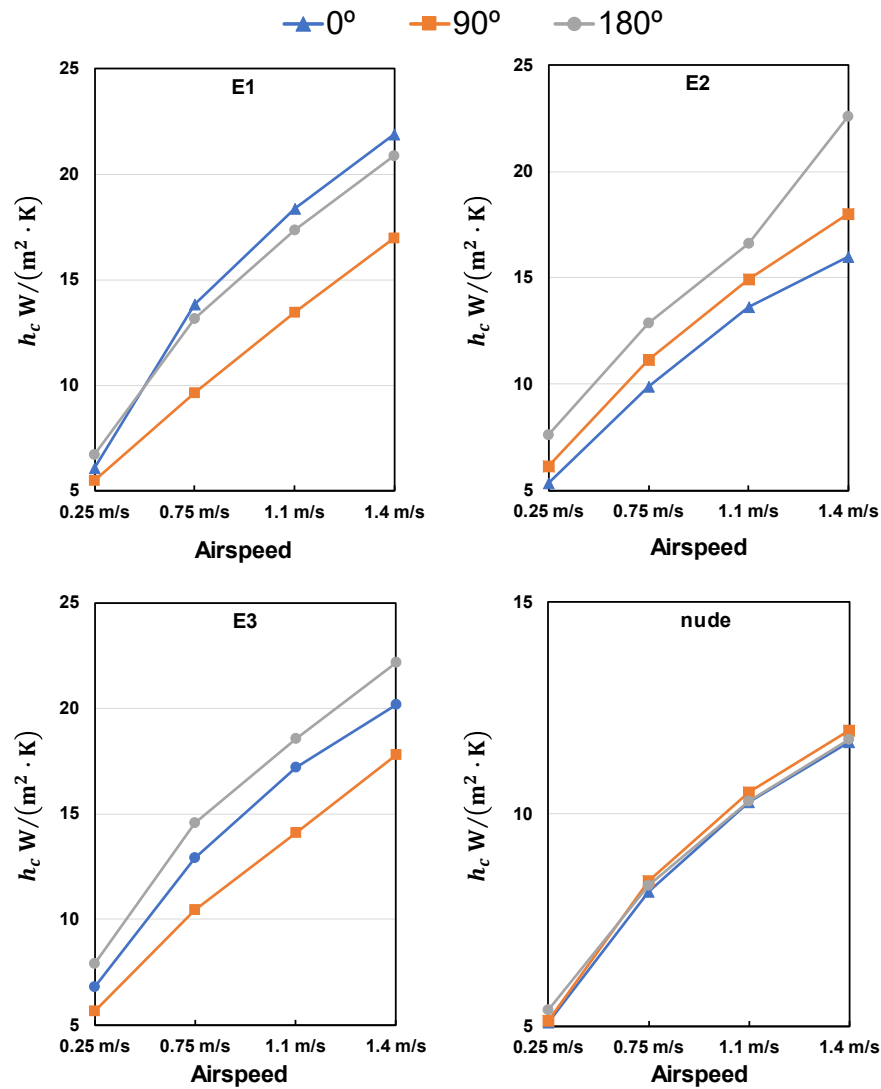 0º 90º 180º
E1
25
20
15
10
5
h_c W/(m² · K)
0.25 m/s 0.75 m/s 1.1 m/s 1.4 m/s
Airspeed
E2
25
20
15
10
5
h_c W/(m² · K)
0.25 m/s 0.75 m/s 1.1 m/s 1.4 m/s
Airspeed
E3
25
20
15
10
5
h_c W/(m² · K)
0.25 m/s 0.75 m/s 1.1 m/s 1.4 m/s
Airspeed
nude
15
10
5
h_c W/(m² · K)
0.25 m/s 0.75 m/s 1.1 m/s 1.4 m/s
Airspeed